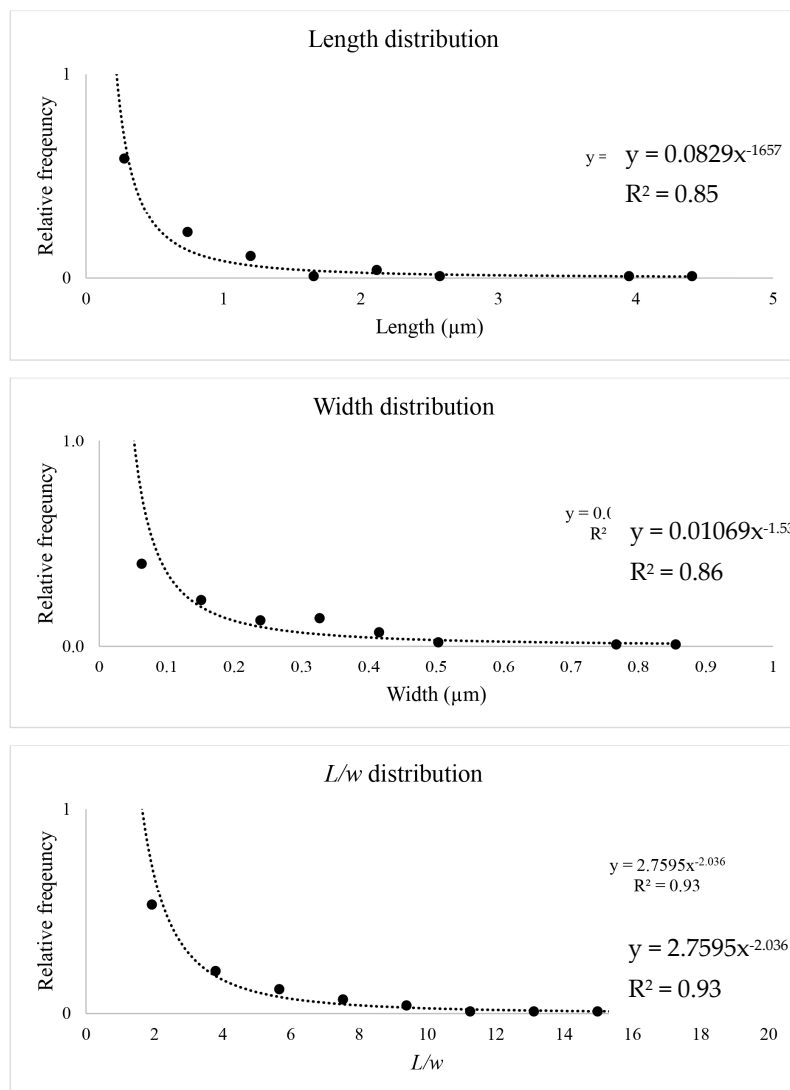 Length distribution
1
Relative freqeuncy
y = 
y = 0.0829x⁻¹⁶⁵⁷
R² = 0.85
0
0 1 2 3 4 5
Length (µm)
Width distribution
1.0
Relative freqeuncy
y = 0.0
R²
y = 0.01069x⁻¹·⁵³
R² = 0.86
0.0
0 0.1 0.2 0.3 0.4 0.5 0.6 0.7 0.8 0.9 1
Width (µm)
L/w distribution
1
Relative freqeuncy
y = 2.7595x⁻²·⁰³⁶
R² = 0.93
y = 2.7595x⁻²·⁰³⁶
R² = 0.93
0
0 2 4 6 8 10 12 14 16 18 20
L/w